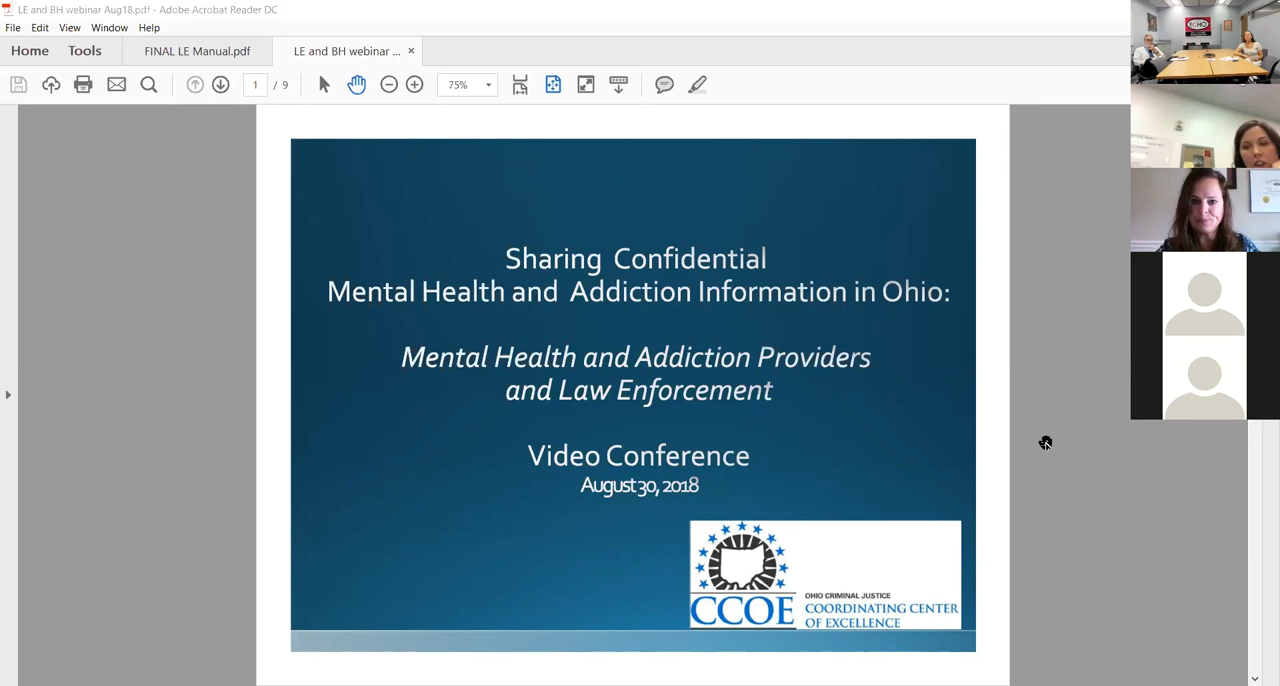 LE and BH webinar Aug18.pdf - Adobe Acrobat Reader DC
File Edit View Window Help
Home Tools FINAL LE Manual.pdf LE and BH webinar ... ×
1 / 9 75%
ECHO
Sharing Confidential
Mental Health and Addiction Information in Ohio:
Mental Health and Addiction Providers
and Law Enforcement
Video Conference
August 30, 2018
CCOE
OHIO CRIMINAL JUSTICE
COORDINATING CENTER
OF EXCELLENCE